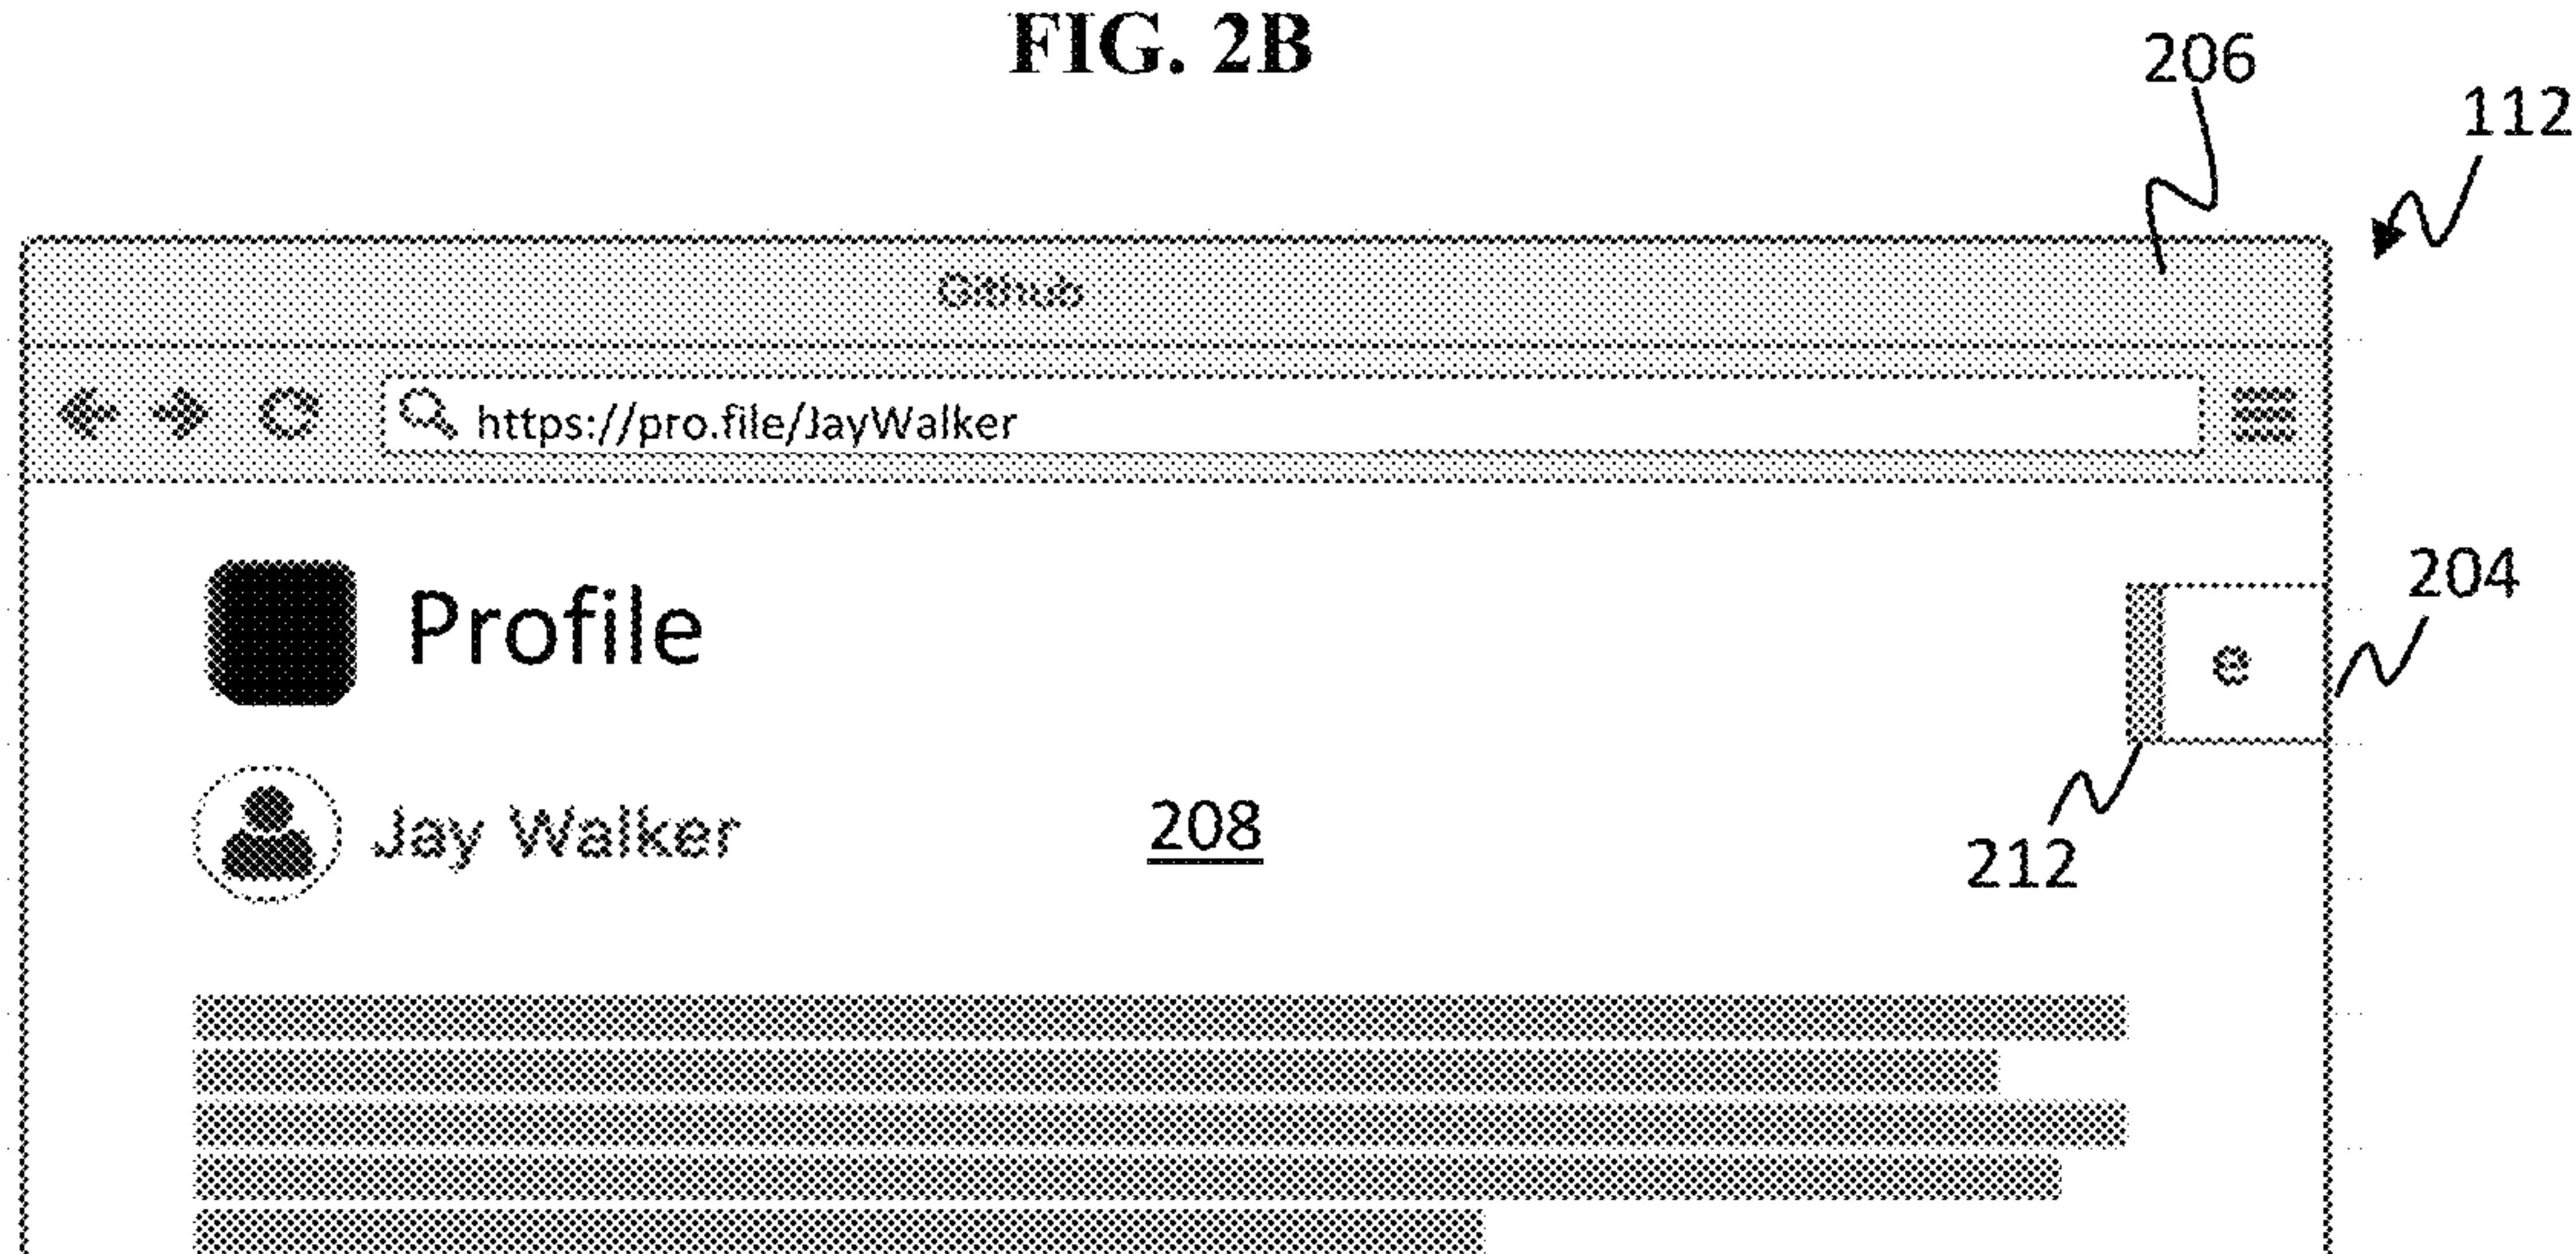 FIG. 2B
206
112
Github
https://pro.file/JayWalker
Profile
204
e
Jay Walker
208
212